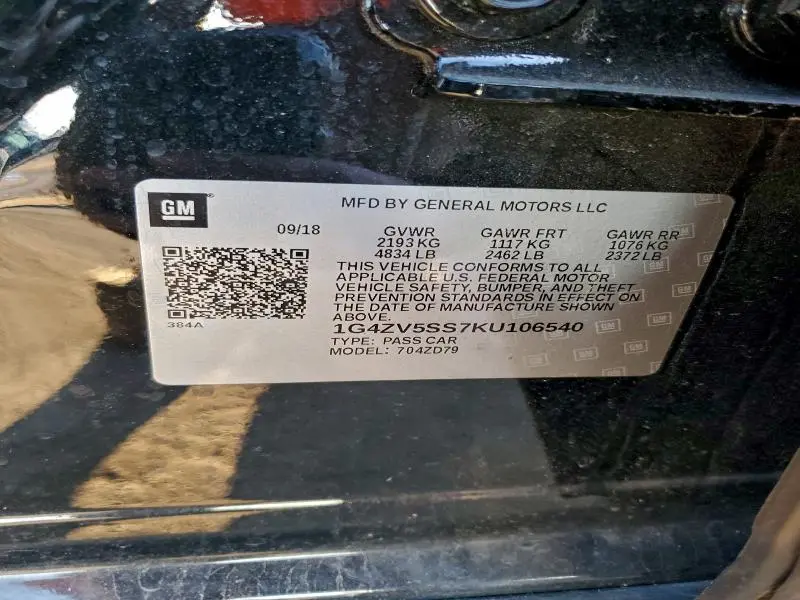 GM
MFD BY GENERAL MOTORS LLC
09/18 GVWR GAWR FRT GAWR RR
2193 KG 1117 KG 1076 KG
4834 LB 2462 LB 2372 LB
THIS VEHICLE CONFORMS TO ALL
APPLICABLE U.S. FEDERAL MOTOR
VEHICLE SAFETY, BUMPER, AND THEFT
PREVENTION STANDARDS IN EFFECT ON
THE DATE OF MANUFACTURE SHOWN
ABOVE.
384A
1G4ZV5SS7KU106540
TYPE: PASS CAR
MODEL: 704ZD79